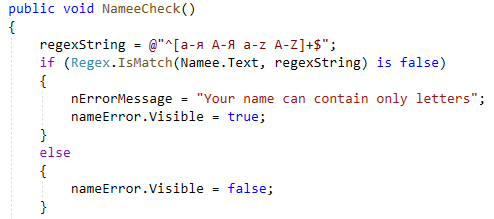 public void NameeCheck()
{
regexString = @"^[а-я А-Я a-z A-Z]+$";
if (Regex.IsMatch(Namee.Text, regexString) is false)
{
nErrorMessage = "Your name can contain only letters";
nameError.Visible = true;
}
else
{
nameError.Visible = false;
}